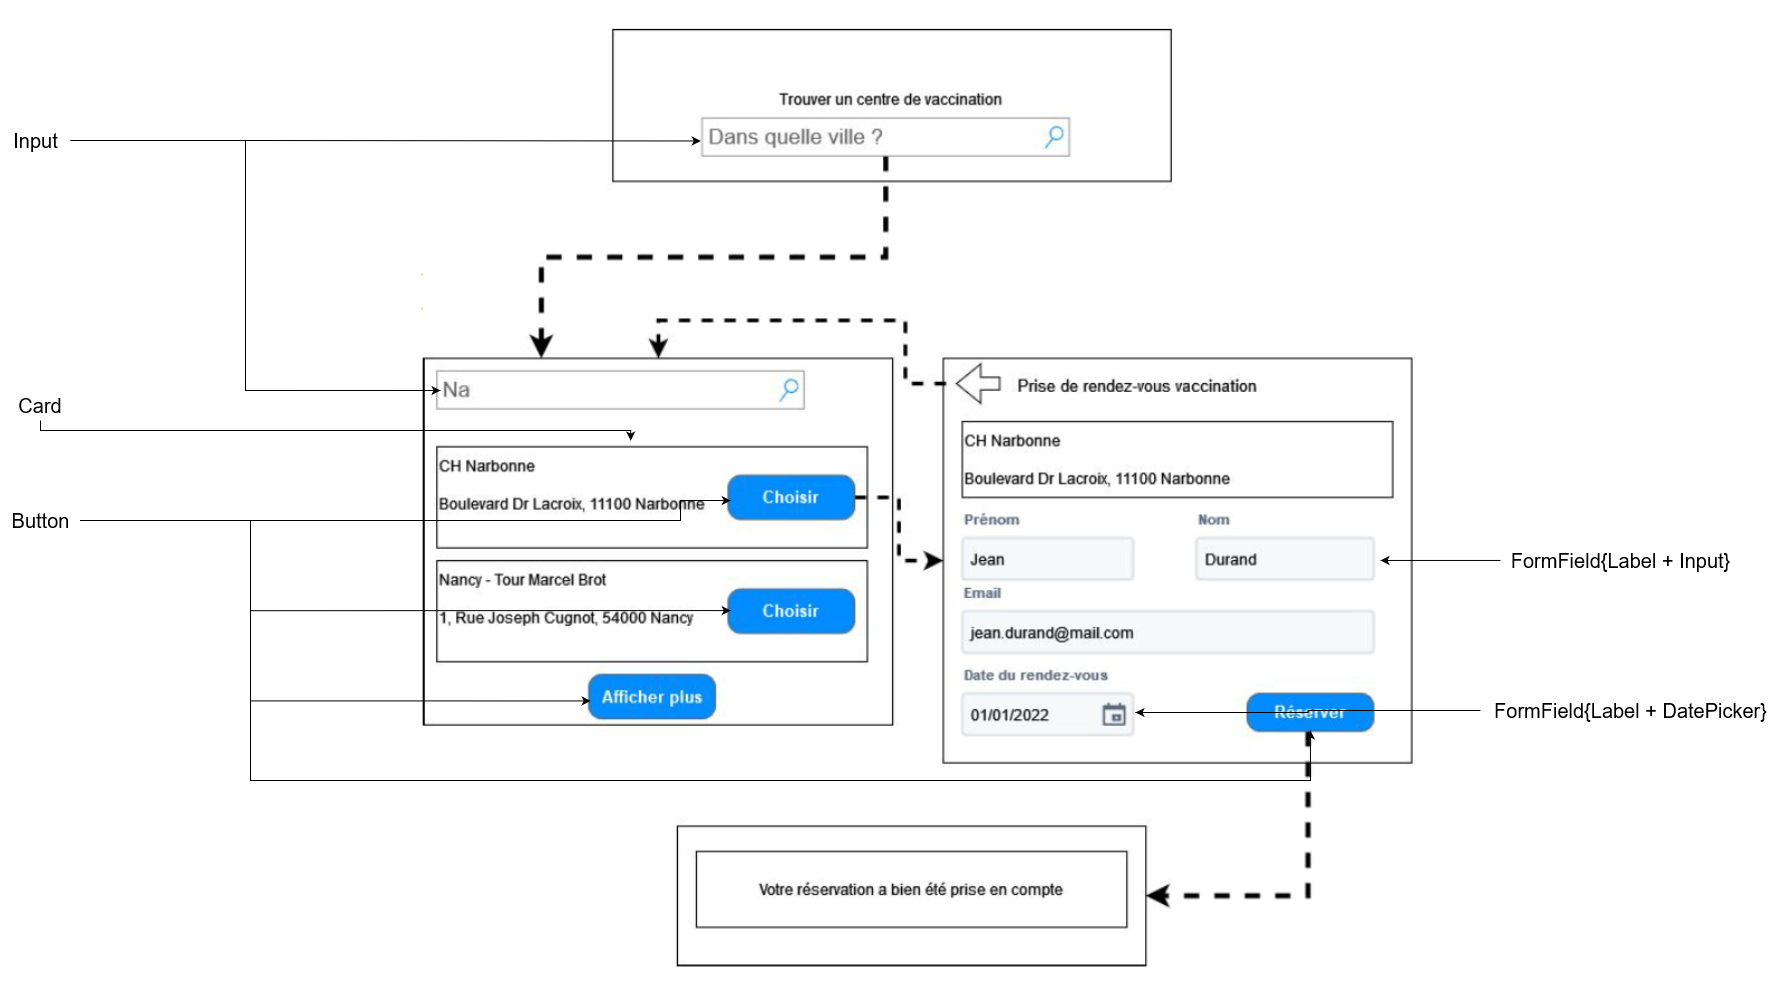 Trouver un centre de vaccination
Dans quelle ville ?
Input
Na
Card
CH Narbonne
Boulevard Dr Lacroix, 11100 Narbonne
Choisir
Button
Nancy - Tour Marcel Brot
1, Rue Joseph Cugnot, 54000 Nancy
Choisir
Afficher plus
Prise de rendez-vous vaccination
CH Narbonne
Boulevard Dr Lacroix, 11100 Narbonne
Prénom
Nom
Jean
Durand
FormField{Label + Input}
Email
jean.durand@mail.com
Date du rendez-vous
01/01/2022
Réserver
FormField{Label + DatePicker}
Votre réservation a bien été prise en compte